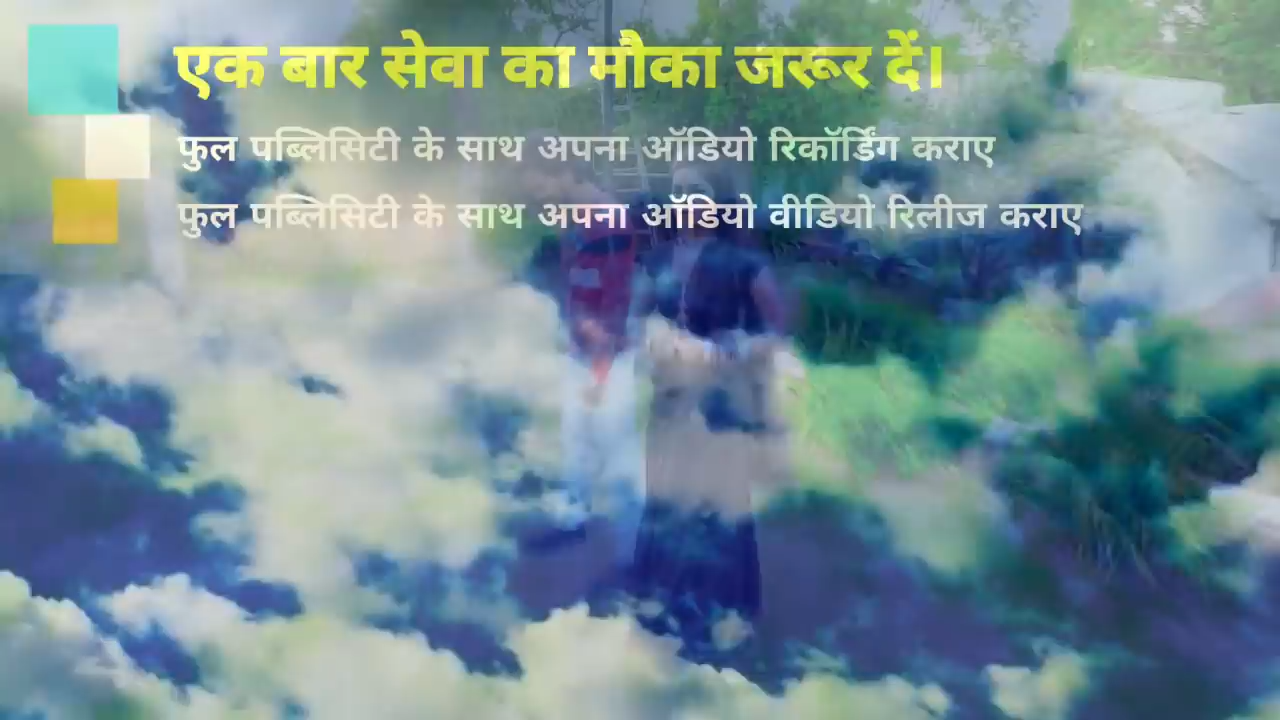 एक बार सेवा का मौका जरूर दें।
फुल पब्लिसिटी के साथ अपना ऑडियो रिकॉर्डिंग कराए
फुल पब्लिसिटी के साथ अपना ऑडियो वीडियो रिलीज कराए